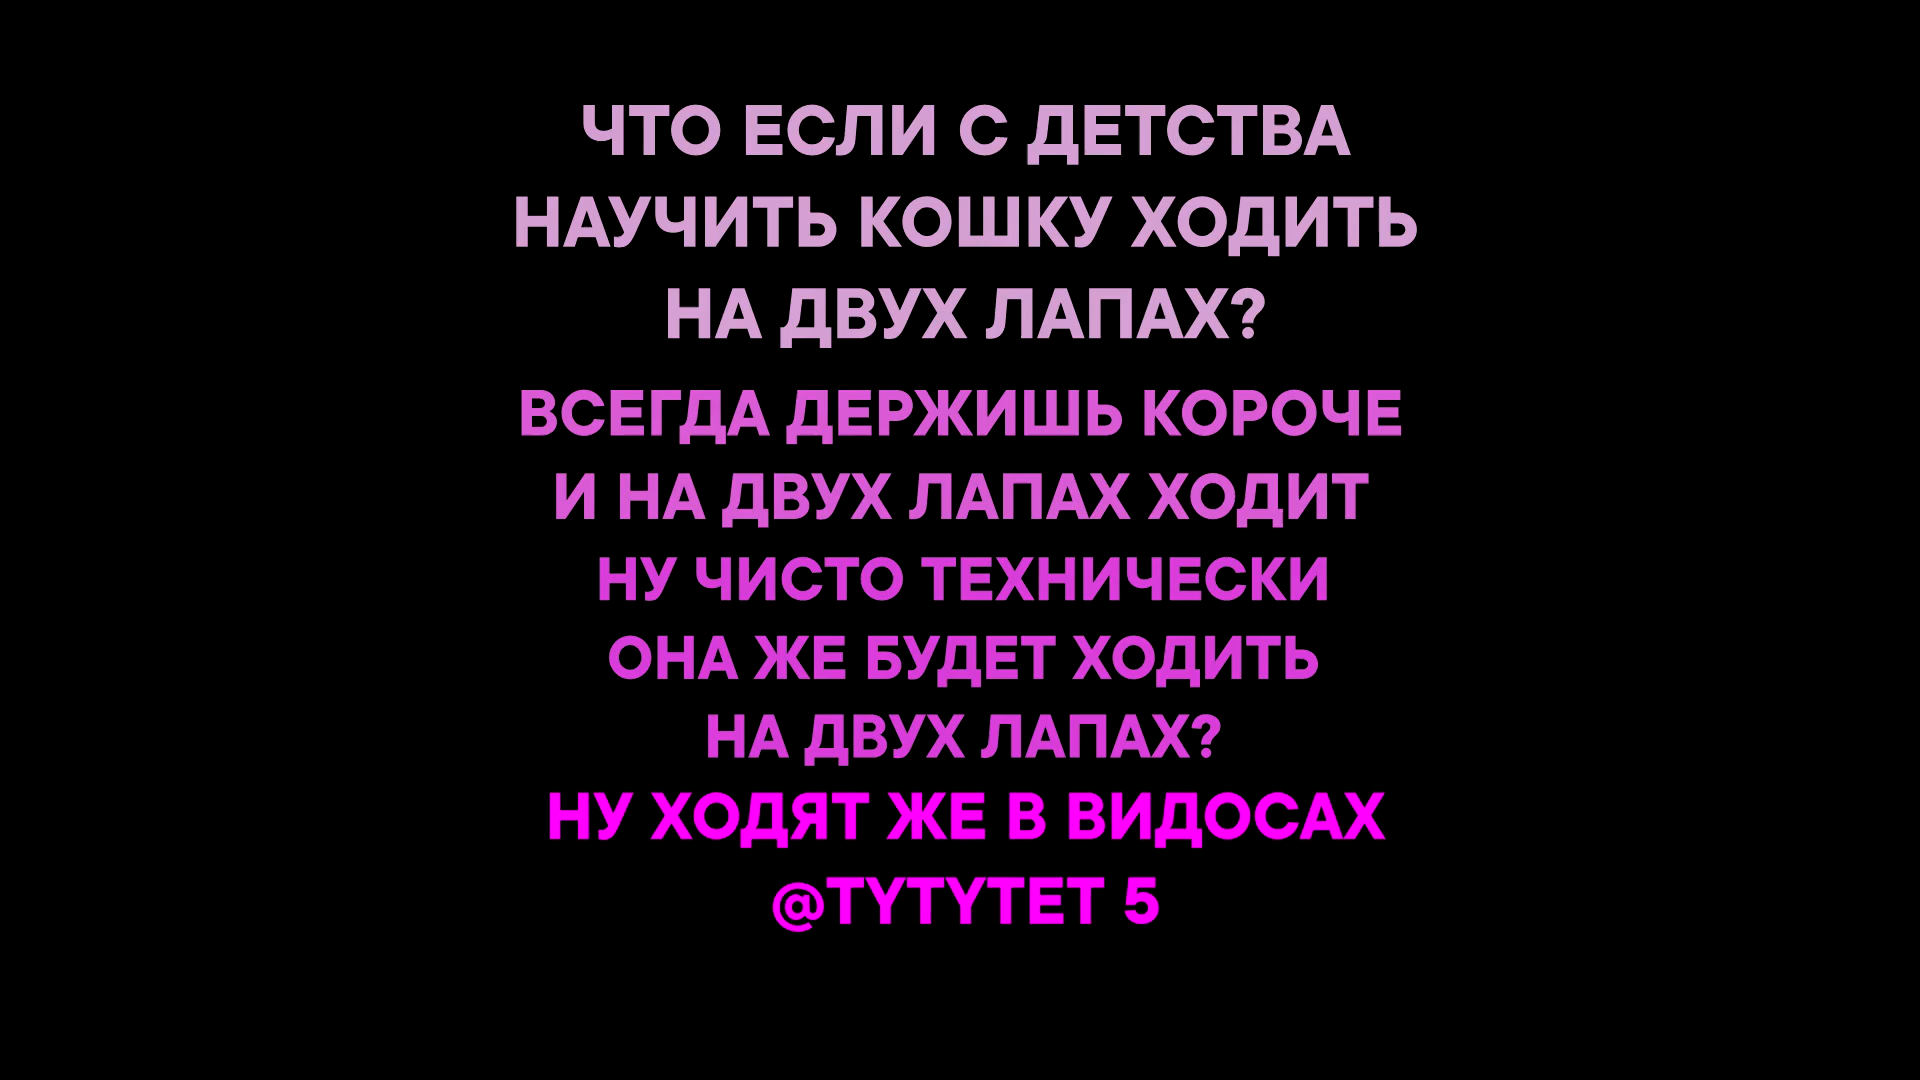 ЧТО ЕСЛИ С ДЕТСТВА
НАУЧИТЬ КОШКУ ХОДИТЬ
НА ДВУХ ЛАПАХ?
ВСЕГДА ДЕРЖИШЬ КОРОЧЕ
И НА ДВУХ ЛАПАХ ХОДИТ
НУ ЧИСТО ТЕХНИЧЕСКИ
ОНА ЖЕ БУДЕТ ХОДИТЬ
НА ДВУХ ЛАПАХ?
НУ ХОДЯТ ЖЕ В ВИДОСАХ
@TYTYTET 5